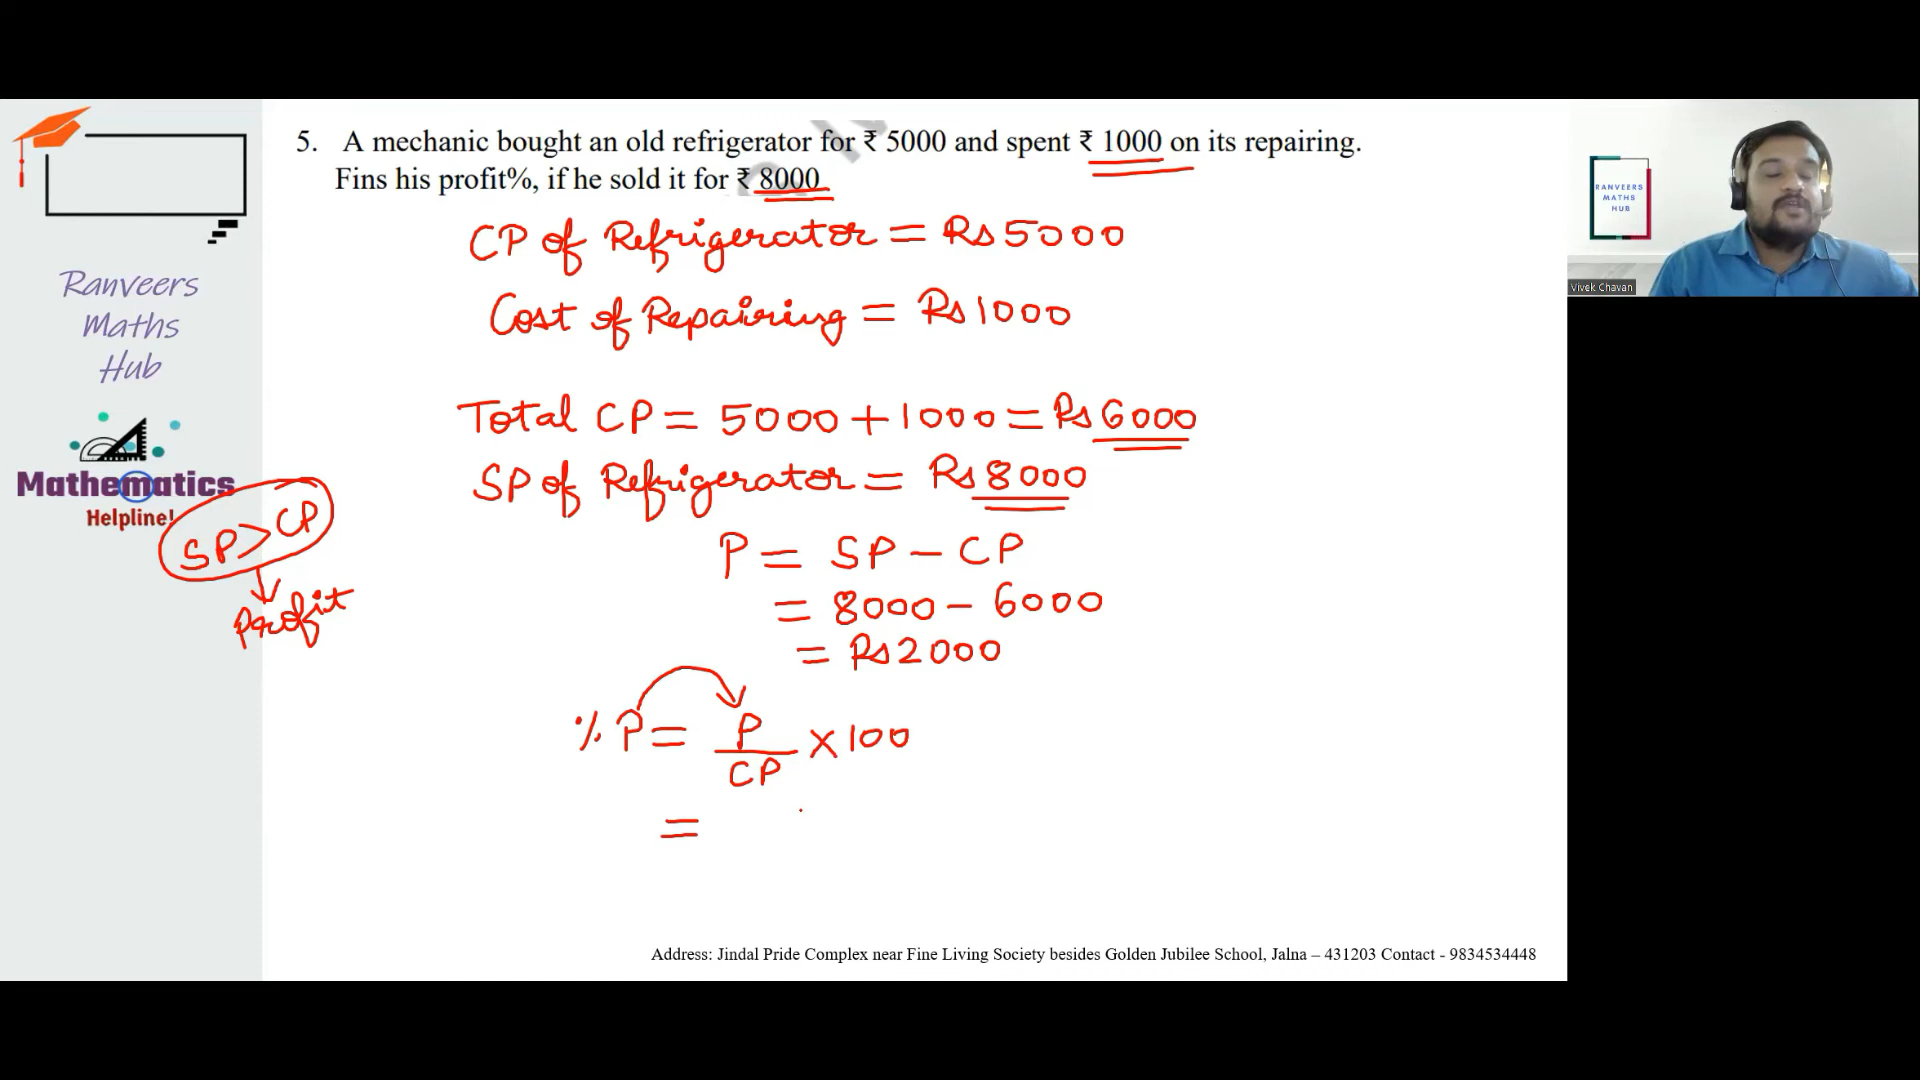 5. A mechanic bought an old refrigerator for ₹ 5000 and spent ₹ 1000 on its repairing.
Fins his profit%, if he sold it for ₹ 8000
CP of Refrigerator = Rs 5000
Cost of Repairing = Rs 1000
Total CP = 5000 + 1000 = Rs 6000
SP of Refrigerator = Rs 8000
P = SP - CP
= 8000 - 6000
= Rs 2000
% P = P/CP × 100
=
Ranveers
Maths
Hub
Mathematics
Helpline!
SP > CP
Profit
RANVEERS
MATHS
HUB
Vivek Chavan
Address: Jindal Pride Complex near Fine Living Society besides Golden Jubilee School, Jalna – 431203 Contact - 9834534448